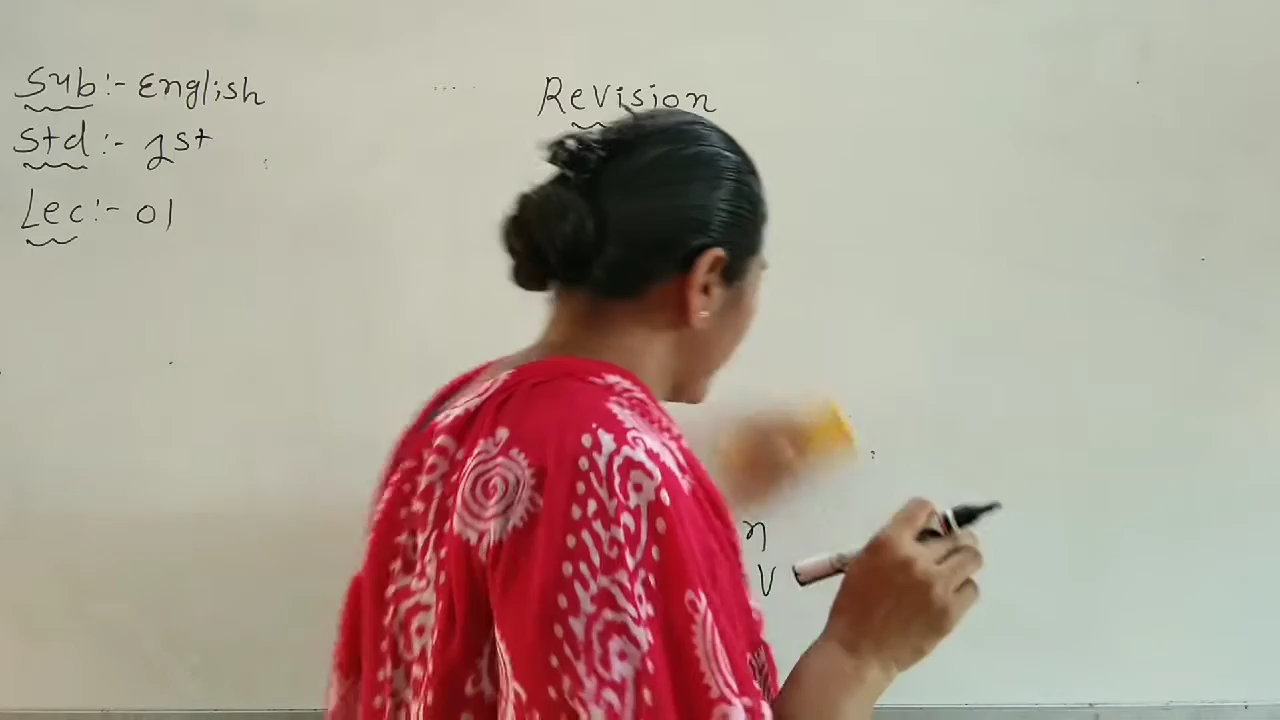 Sub:- English
Revision
Std:- 1st
Lec:- 01
n
v